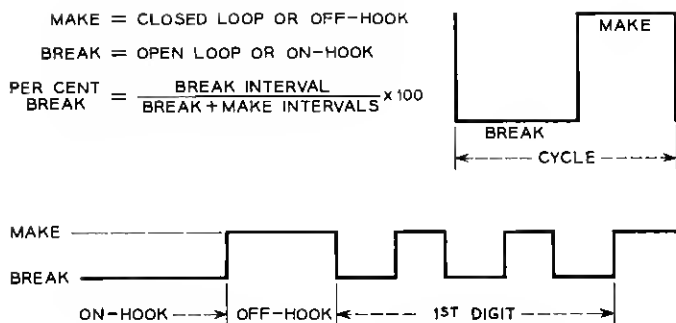 MAKE = CLOSED LOOP OR OFF-HOOK
BREAK = OPEN LOOP OR ON-HOOK
PER CENT BREAK = BREAK INTERVAL / BREAK + MAKE INTERVALS ×100
MAKE
BREAK
CYCLE
MAKE
BREAK
ON-HOOK OFF-HOOK 1ST DIGIT